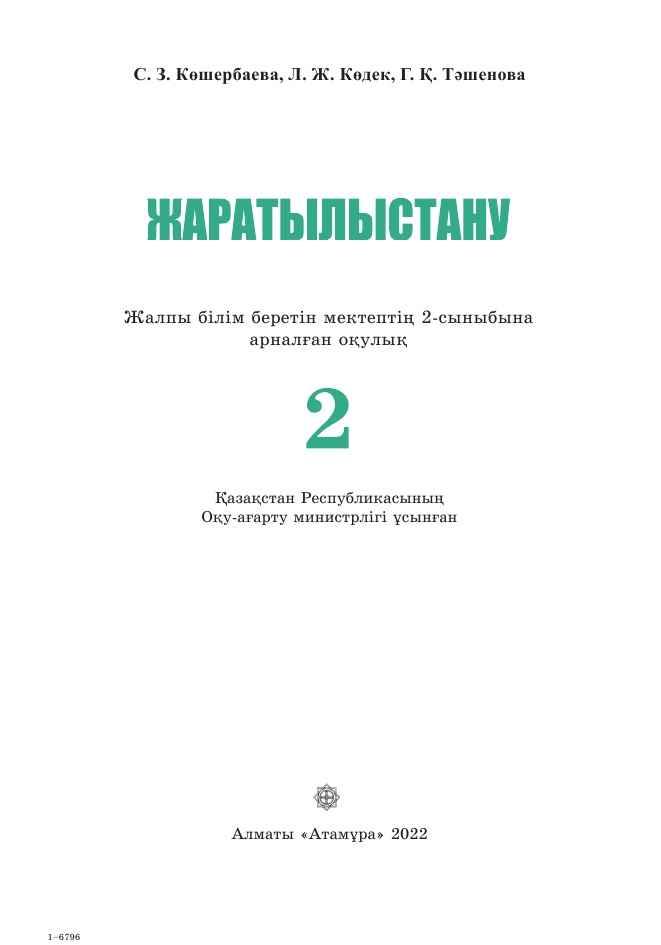 С. З. Көшербаева, Л. Ж. Көдек, Г. Қ. Тәшенова
ЖАРАТЫЛЫСТАНУ
Жалпы білім беретін мектептің 2-сыныбына
арналған оқулық
2
Қазақстан Республикасының
Оқу-ағарту министрлігі ұсынған
Алматы «Атамұра» 2022
1–6796